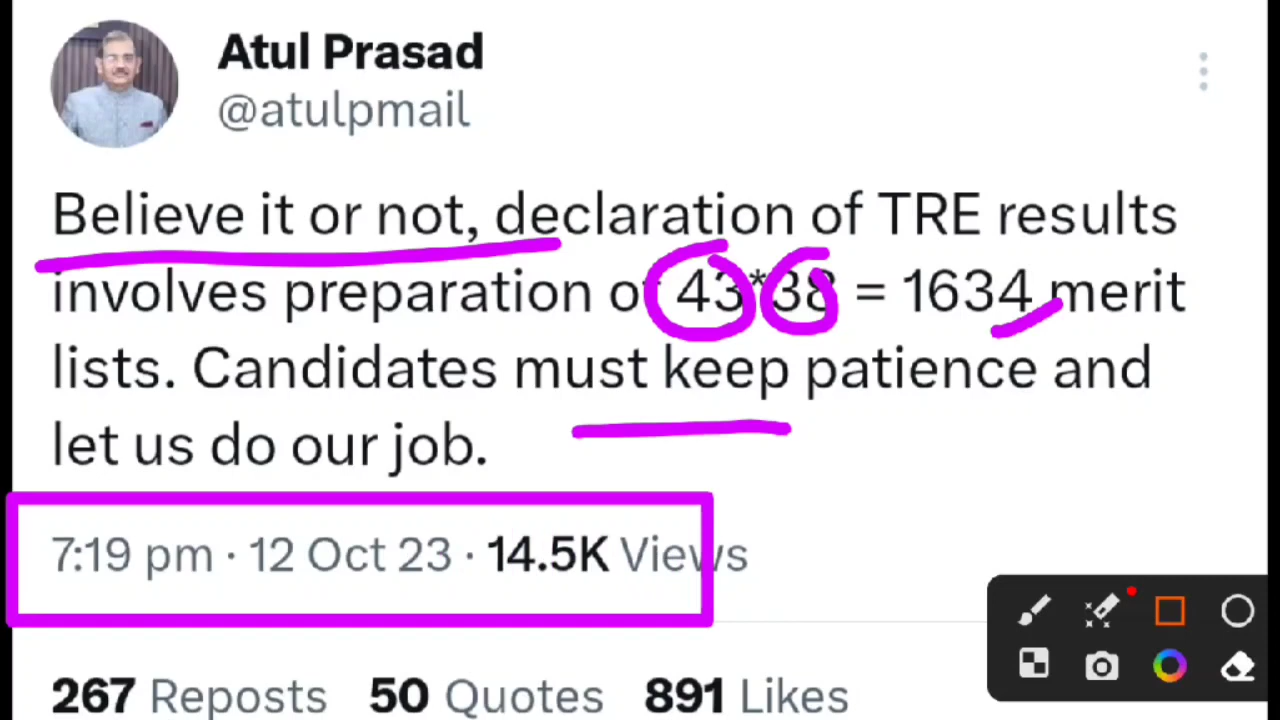 Atul Prasad
@atulpmail
Believe it or not, declaration of TRE results
involves preparation of 43*38 = 1634 merit
lists. Candidates must keep patience and
let us do our job.
7:19 pm · 12 Oct 23 · 14.5K Views
267 Reposts 50 Quotes 891 Likes